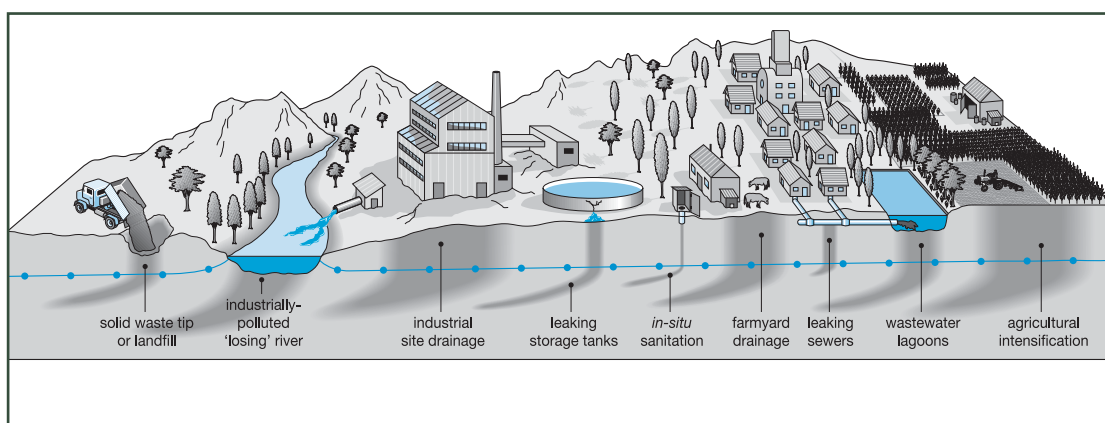 solid waste tip
or landfill
industrially-
polluted
'losing' river
industrial
site drainage
leaking
storage tanks
in-situ
sanitation
farmyard
drainage
leaking
sewers
wastewater
lagoons
agricultural
intensification